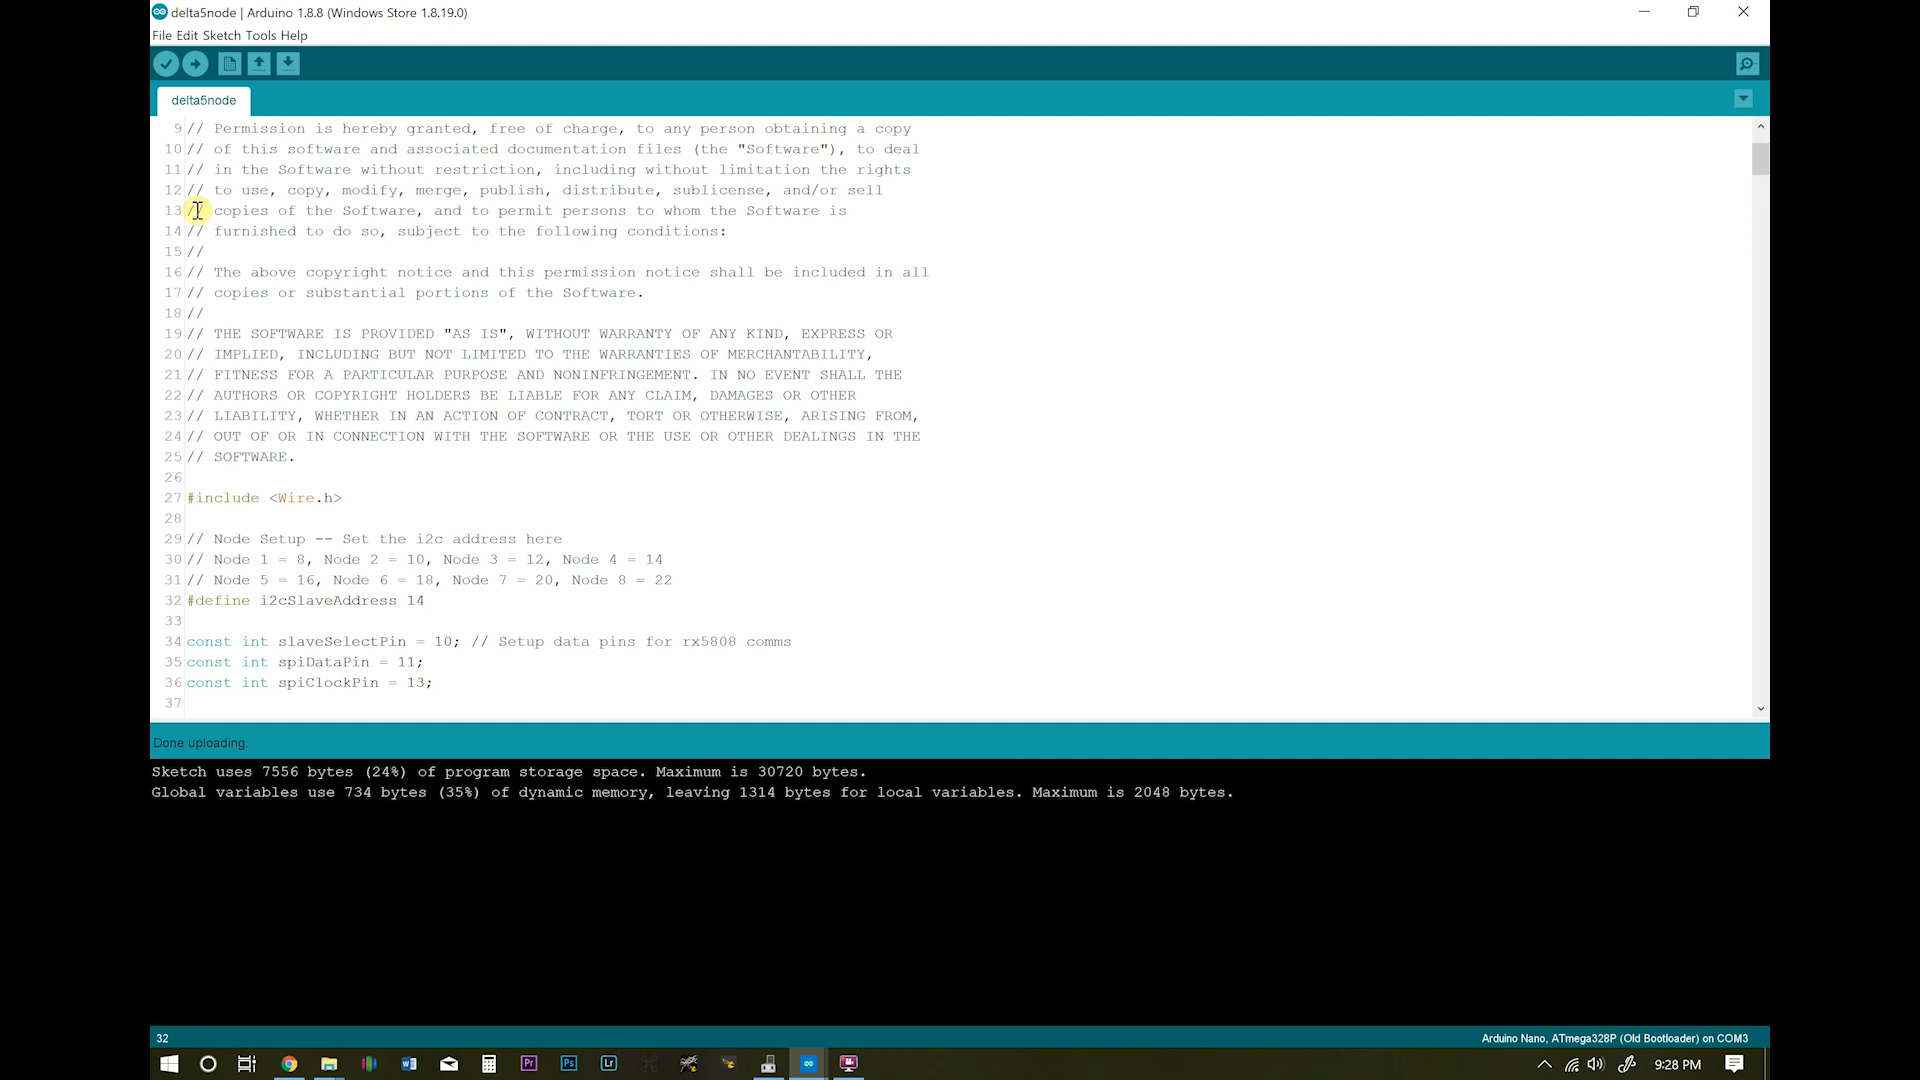 delta5node | Arduino 1.8.8 (Windows Store 1.8.19.0)
File Edit Sketch Tools Help
delta5node
9 // Permission is hereby granted, free of charge, to any person obtaining a copy
10 // of this software and associated documentation files (the "Software"), to deal
11 // in the Software without restriction, including without limitation the rights
12 // to use, copy, modify, merge, publish, distribute, sublicense, and/or sell
13 // copies of the Software, and to permit persons to whom the Software is
14 // furnished to do so, subject to the following conditions:
15 //
16 // The above copyright notice and this permission notice shall be included in all
17 // copies or substantial portions of the Software.
18 //
19 // THE SOFTWARE IS PROVIDED "AS IS", WITHOUT WARRANTY OF ANY KIND, EXPRESS OR
20 // IMPLIED, INCLUDING BUT NOT LIMITED TO THE WARRANTIES OF MERCHANTABILITY,
21 // FITNESS FOR A PARTICULAR PURPOSE AND NONINFRINGEMENT. IN NO EVENT SHALL THE
22 // AUTHORS OR COPYRIGHT HOLDERS BE LIABLE FOR ANY CLAIM, DAMAGES OR OTHER
23 // LIABILITY, WHETHER IN AN ACTION OF CONTRACT, TORT OR OTHERWISE, ARISING FROM,
24 // OUT OF OR IN CONNECTION WITH THE SOFTWARE OR THE USE OR OTHER DEALINGS IN THE
25 // SOFTWARE.
26
27 #include <Wire.h>
28
29 // Node Setup -- Set the i2c address here
30 // Node 1 = 8, Node 2 = 10, Node 3 = 12, Node 4 = 14
31 // Node 5 = 16, Node 6 = 18, Node 7 = 20, Node 8 = 22
32 #define i2cSlaveAddress 14
33
34 const int slaveSelectPin = 10; // Setup data pins for rx5808 comms
35 const int spiDataPin = 11;
36 const int spiClockPin = 13;
37
Done uploading.
Sketch uses 7556 bytes (24%) of program storage space. Maximum is 30720 bytes.
Global variables use 734 bytes (35%) of dynamic memory, leaving 1314 bytes for local variables. Maximum is 2048 bytes.
32
Arduino Nano, ATmega328P (Old Bootloader) on COM3
Pr
Ps
Lr
9:28 PM